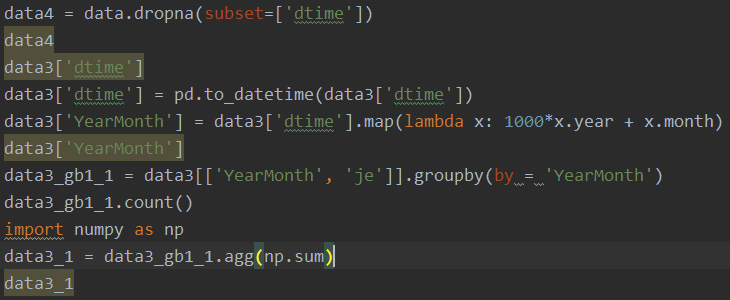 data4 = data.dropna(subset=['dtime'])
data4
data3['dtime']
data3['dtime'] = pd.to_datetime(data3['dtime'])
data3['YearMonth'] = data3['dtime'].map(lambda x: 1000*x.year + x.month)
data3['YearMonth']
data3_gb1_1 = data3[['YearMonth', 'je']].groupby(by = 'YearMonth')
data3_gb1_1.count()
import numpy as np
data3_1 = data3_gb1_1.agg(np.sum)
data3_1